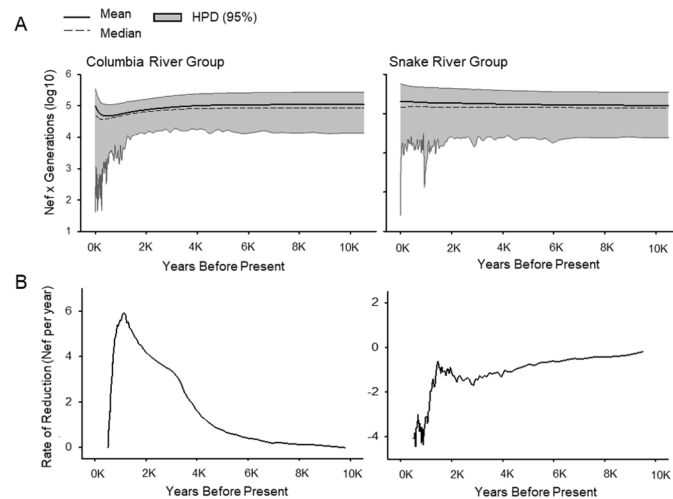 A
Mean
Median
HPD (95%)
Columbia River Group
Snake River Group
Nef x Generations (log10)
6
5
4
3
2
1
0K 2K 4K 6K 8K 10K
0K 2K 4K 6K 8K 10K
Years Before Present
Years Before Present
B
Rate of Reduction (Nef per year)
6
4
2
0
2
0
-2
-4
0K 2K 4K 6K 8K 10K
0K 2K 4K 6K 8K 10K
Years Before Present
Years Before Present